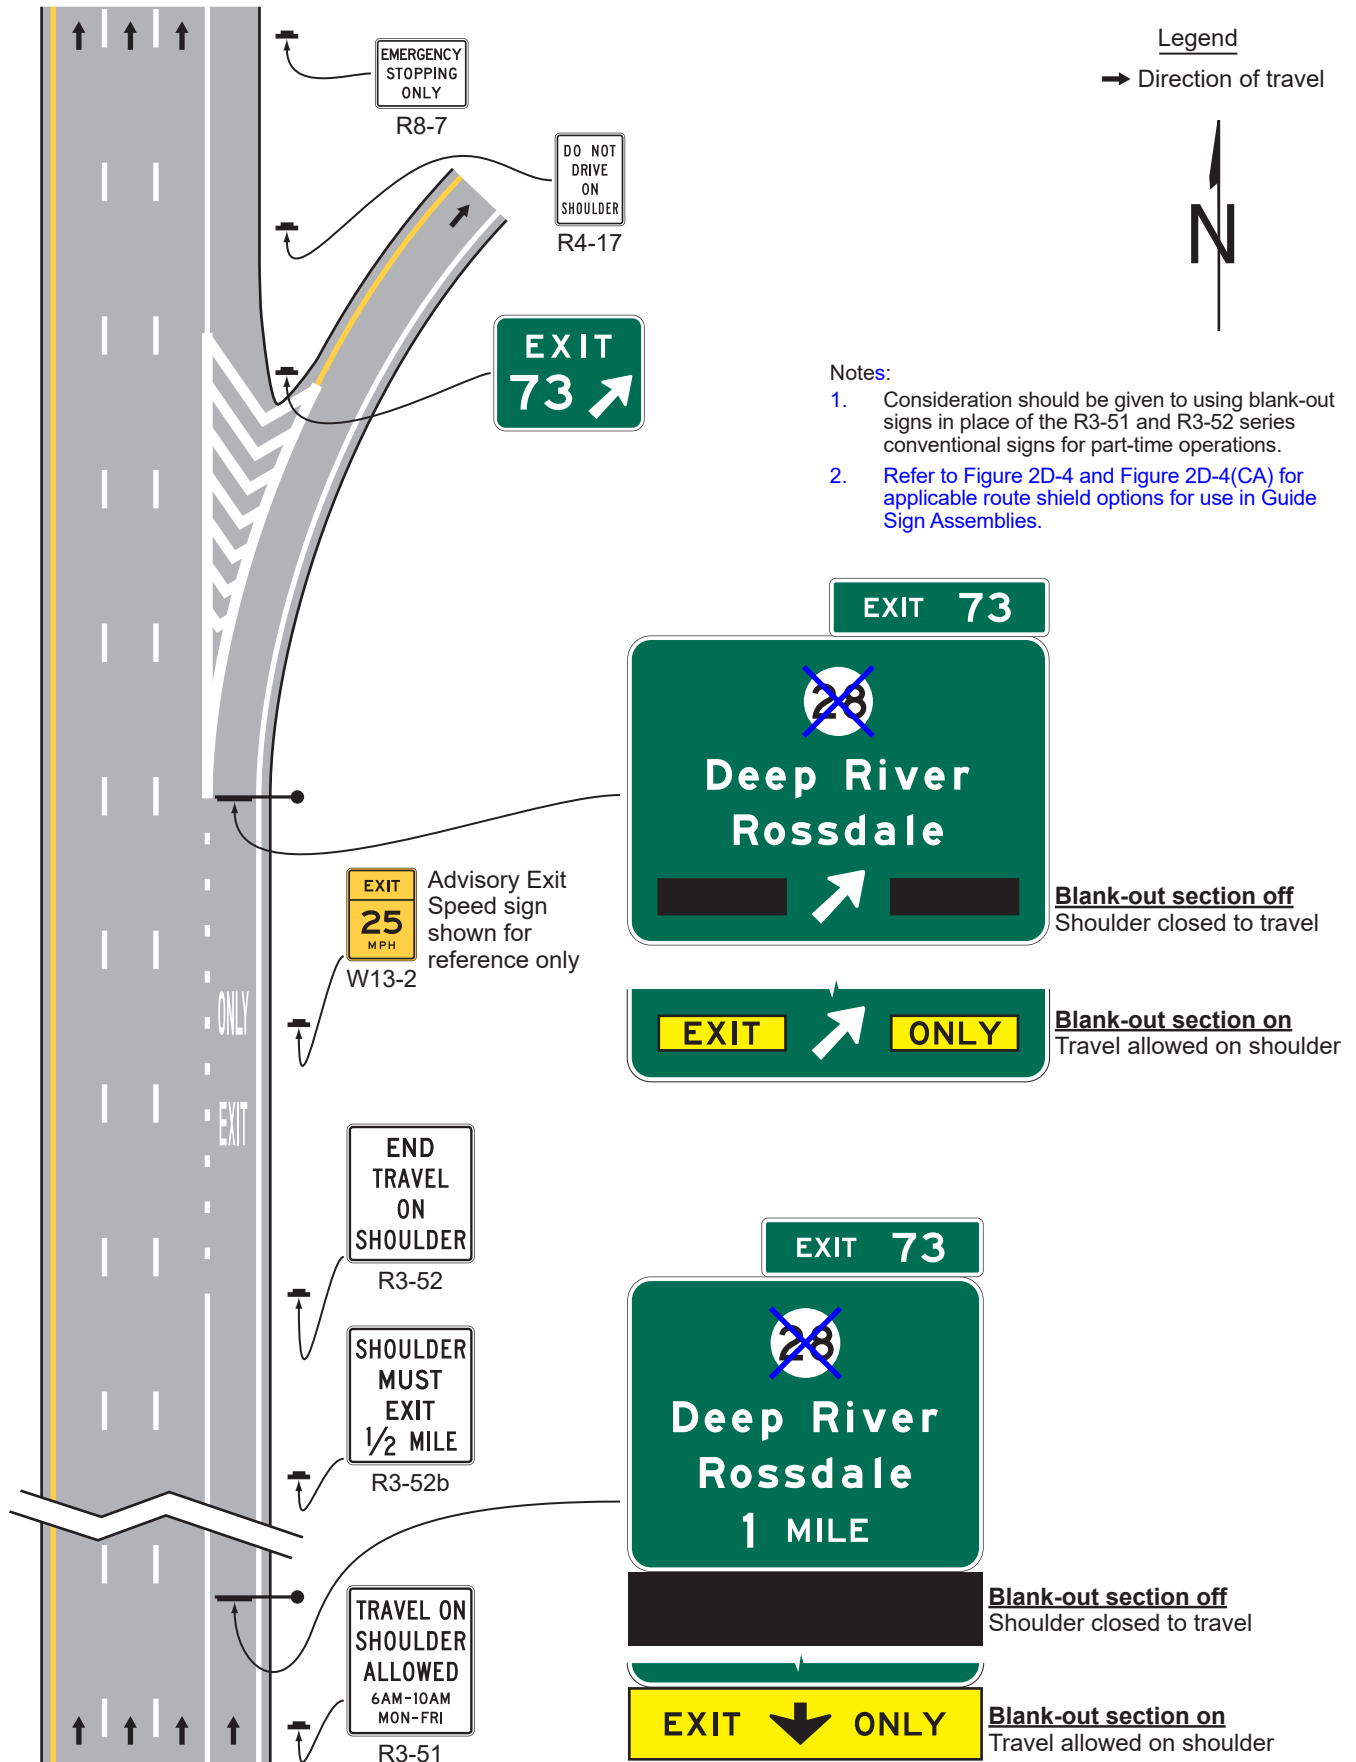 Legend
Direction of travel
N
EMERGENCY
STOPPING
ONLY
R8-7
DO NOT
DRIVE
ON
SHOULDER
R4-17
EXIT
73
Notes:
1. Consideration should be given to using blank-out
signs in place of the R3-51 and R3-52 series
conventional signs for part-time operations.
2. Refer to Figure 2D-4 and Figure 2D-4(CA) for
applicable route shield options for use in Guide
Sign Assemblies.
EXIT 73
28
Deep River
Rossdale
Blank-out section off
Shoulder closed to travel
EXIT ONLY
Blank-out section on
Travel allowed on shoulder
EXIT
25
MPH
W13-2
Advisory Exit
Speed sign
shown for
reference only
ONLY
EXIT
END
TRAVEL
ON
SHOULDER
R3-52
SHOULDER
MUST
EXIT
1/2 MILE
R3-52b
EXIT 73
28
Deep River
Rossdale
1 MILE
Blank-out section off
Shoulder closed to travel
EXIT ONLY
Blank-out section on
Travel allowed on shoulder
TRAVEL ON
SHOULDER
ALLOWED
6AM-10AM
MON-FRI
R3-51